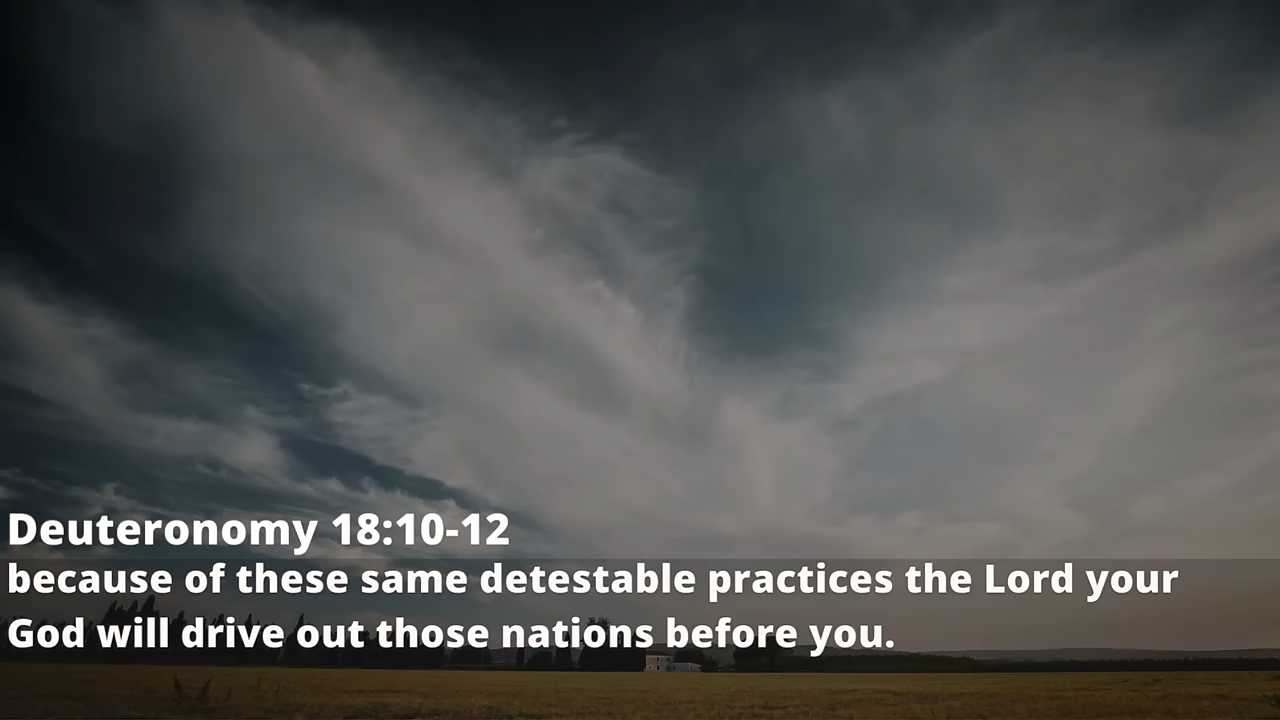 Deuteronomy 18:10-12
because of these same detestable practices the Lord your
God will drive out those nations before you.